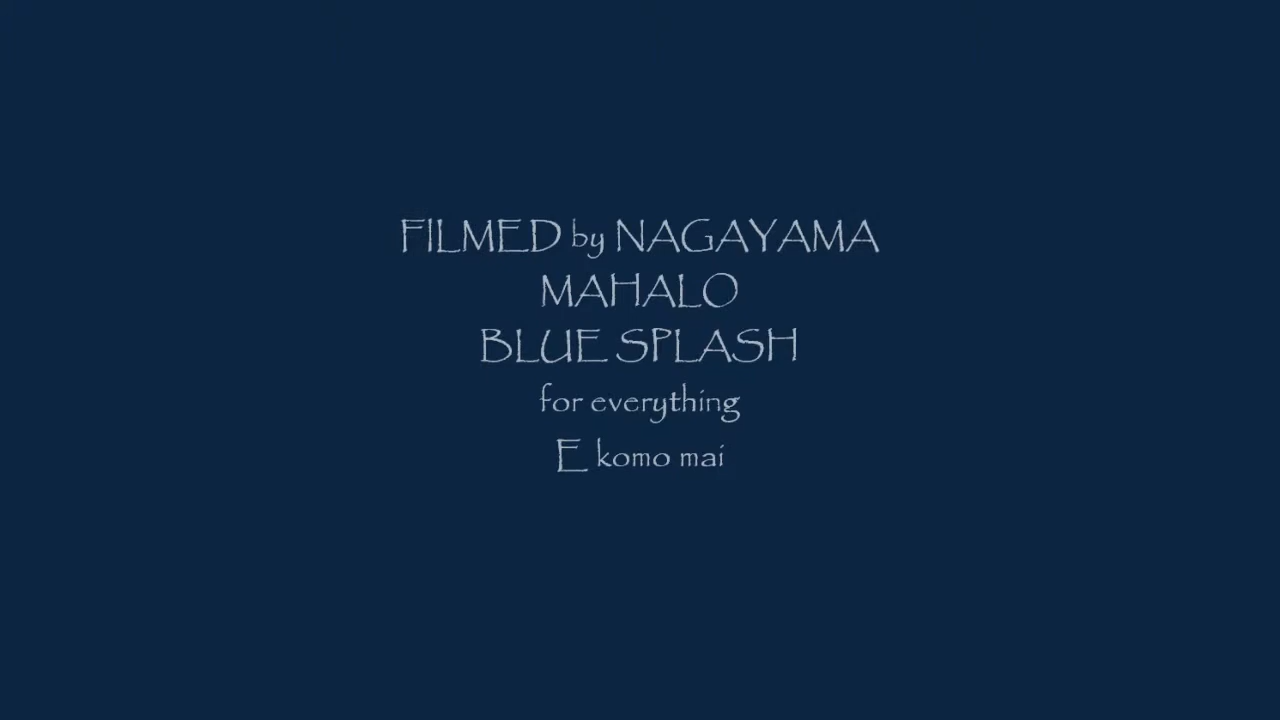 FILMED by NAGAYAMA
MAHALO
BLUE SPLASH
for everything
E komo mai